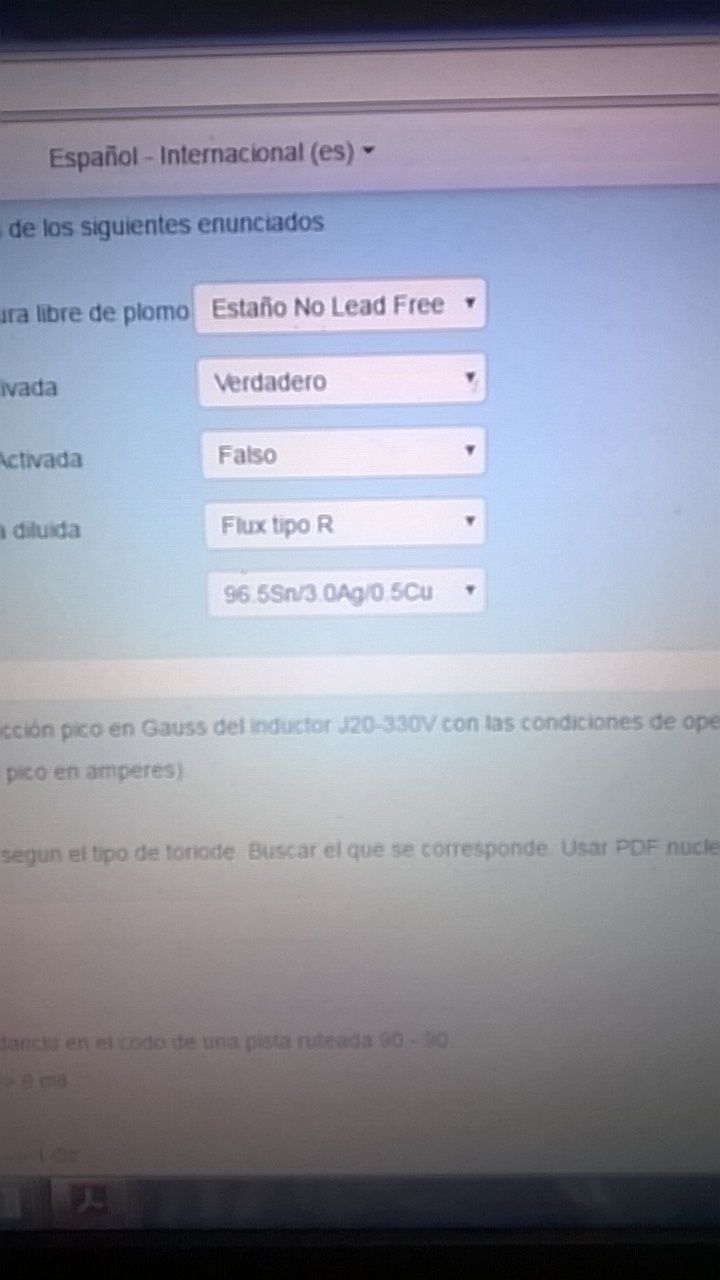 Español - Internacional (es)
de los siguientes enunciados
ura libre de plomo Estaño No Lead Free
ivada Verdadero
Activada Falso
a diluida Flux tipo R
96.5Sn/3.0Ag/0.5Cu
cción pico en Gauss del inductor J20-330V con las condiciones de ope
pico en amperes)
segun el tipo de toriode. Buscar el que se corresponde. Usar PDF nucle
dancia en el codo de una pista ruteada 90 - 90